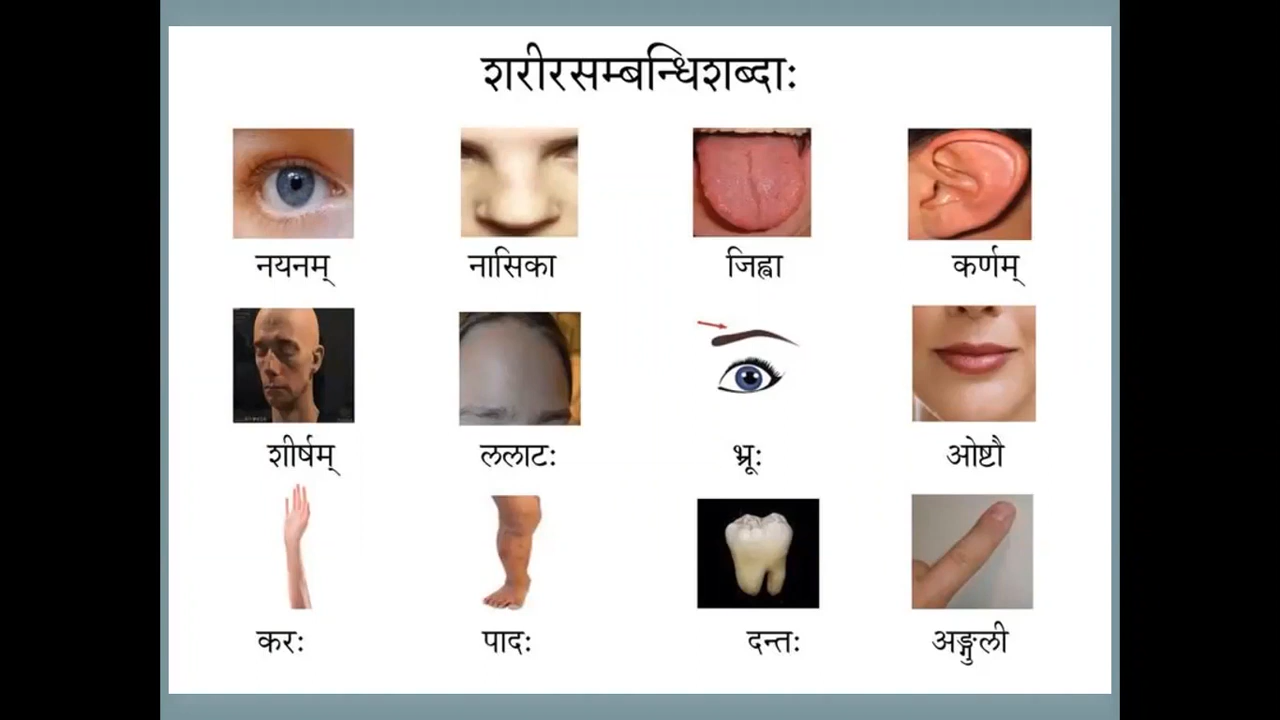 शरीरसम्बन्धिशब्दाः
नयनम् नासिका जिह्वा कर्णम्
शीर्षम् ललाटः भ्रूः ओष्टौ
करः पादः दन्तः अङ्गुली